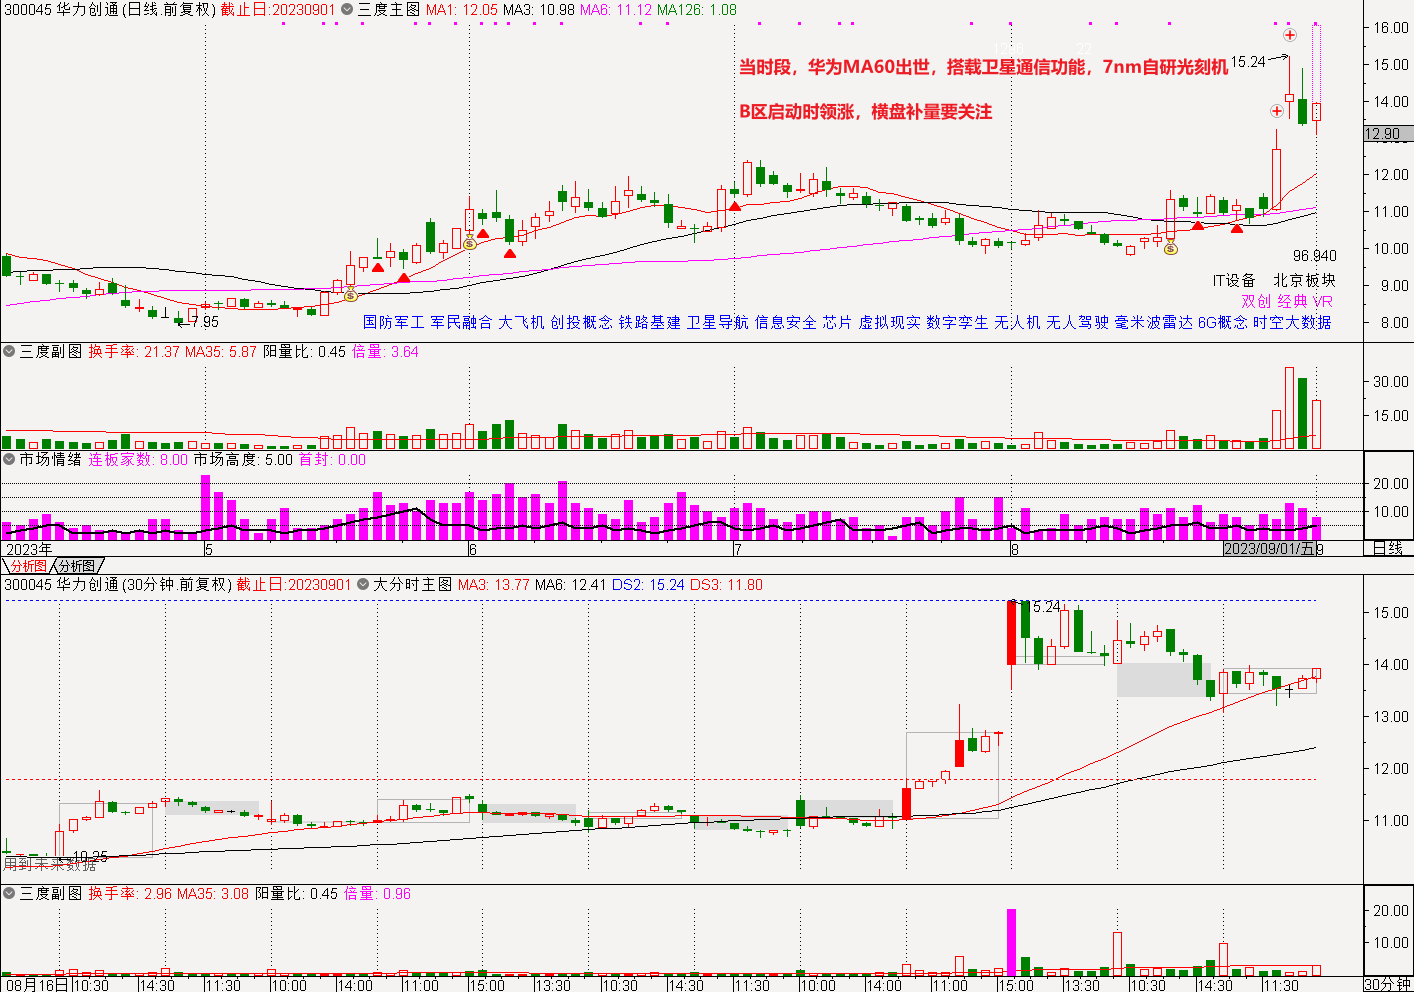 300045 华力创通(日线.前复权) 截止日:20230901 三度主图 MA1: 12.05 MA3: 10.98 MA6: 11.12 MA126: 1.08
16.00
当时段，华为MA60出世，搭载卫星通信功能，7nm自研光刻机
15.24
15.00
14.00
B区启动时领涨，横盘补量要关注
12.90
12.00
11.00
10.00
96.940
9.00
IT设备 北京板块
双创 经典 VR
7.95
国防军工 军民融合 大飞机 创投概念 铁路基建 卫星导航 信息安全 芯片 虚拟现实 数字孪生 无人机 无人驾驶 毫米波雷达 6G概念 时空大数据
8.00
三度副图 换手率: 21.37 MA35: 5.87 阳量比: 0.45 倍量: 3.64
30.00
15.00
市场情绪 连板家数: 8.00 市场高度: 5.00 首封: 0.00
20.00
10.00
2023年 5 6 7 8 2023/09/01/五 9 日线
分析图 分析图
300045 华力创通(30分钟.前复权) 截止日:20230901 大分时主图 MA3: 13.77 MA6: 12.41 DS2: 15.24 DS3: 11.80
15.24
15.00
14.00
13.00
12.00
11.00
10.25
用到未来数据
三度副图 换手率: 2.96 MA35: 3.08 阳量比: 0.45 倍量: 0.96
20.00
10.00
08月16日 10:30 14:30 11:30 10:00 14:00 11:00 15:00 13:30 10:30 14:30 11:30 10:00 14:00 11:00 15:00 13:30 10:30 14:30 11:30 30分钟